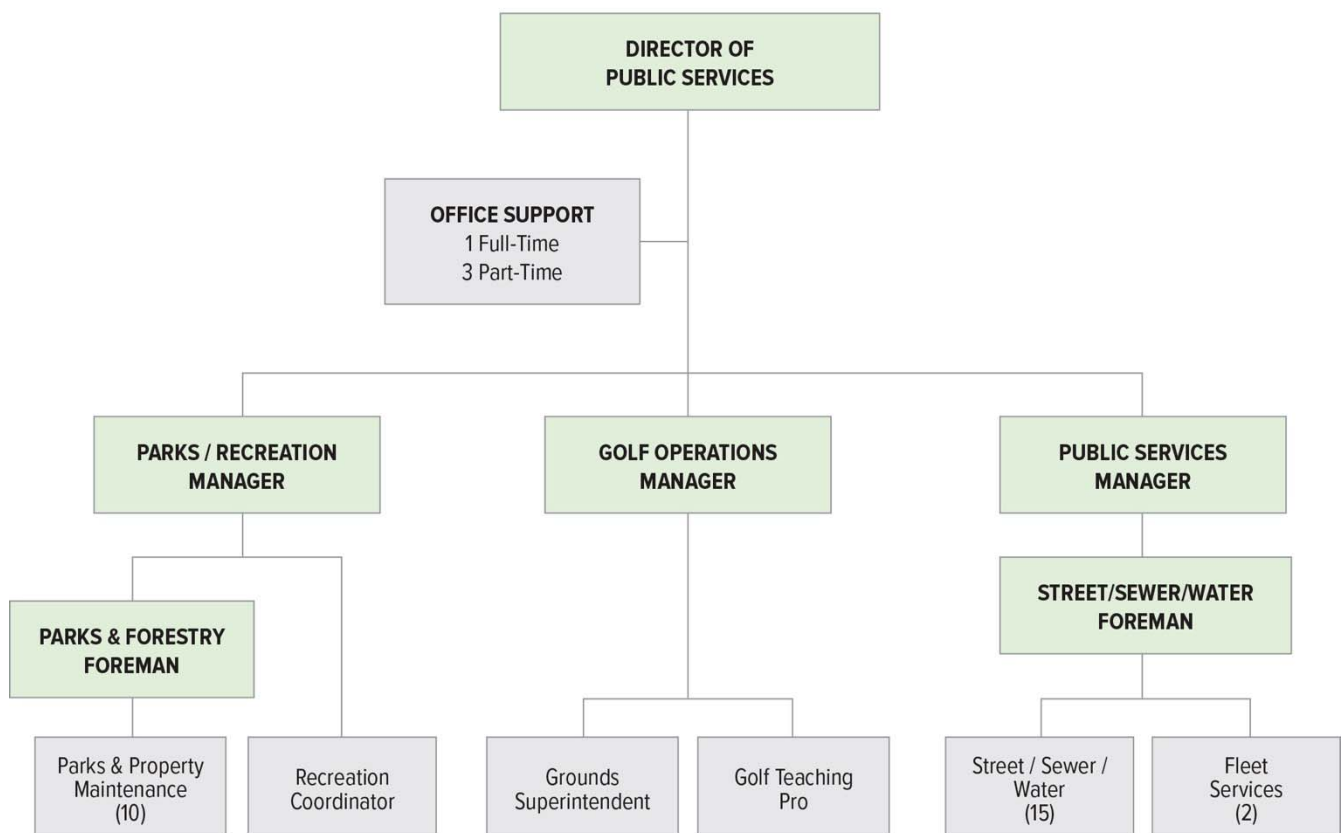 DIRECTOR OF
PUBLIC SERVICES
OFFICE SUPPORT
1 Full-Time
3 Part-Time
PARKS / RECREATION
MANAGER
GOLF OPERATIONS
MANAGER
PUBLIC SERVICES
MANAGER
PARKS & FORESTRY
FOREMAN
STREET/SEWER/WATER
FOREMAN
Parks & Property
Maintenance
(10)
Recreation
Coordinator
Grounds
Superintendent
Golf Teaching
Pro
Street / Sewer /
Water
(15)
Fleet
Services
(2)